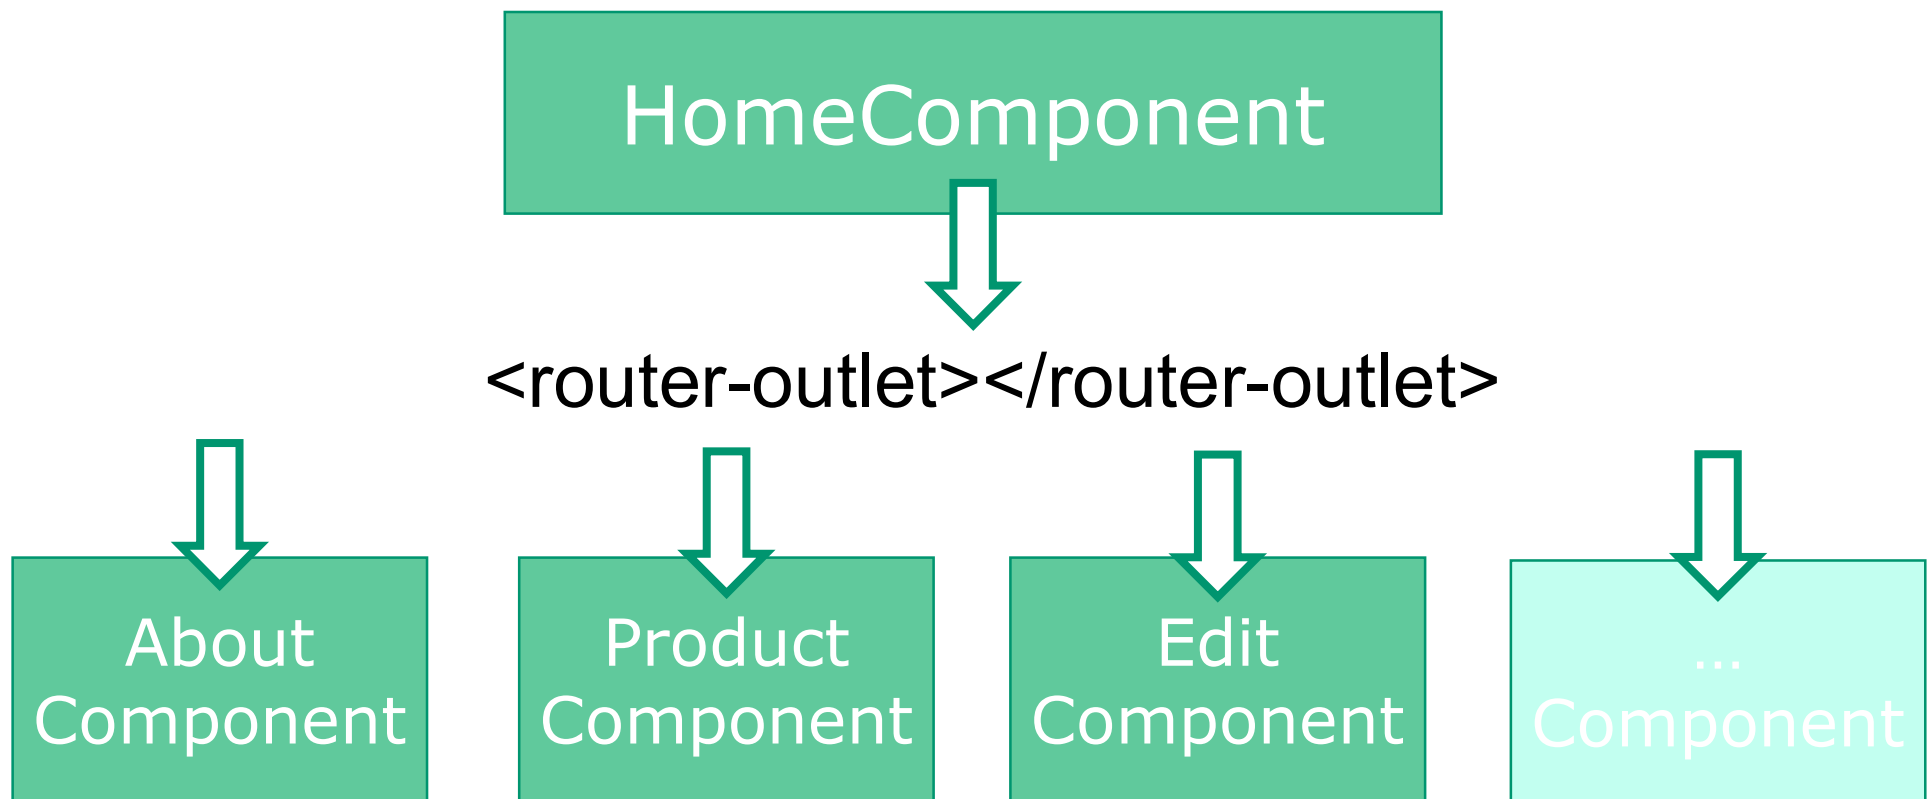 HomeComponent
<router-outlet></router-outlet>
About
Component
Product
Component
Edit
Component
...
Component